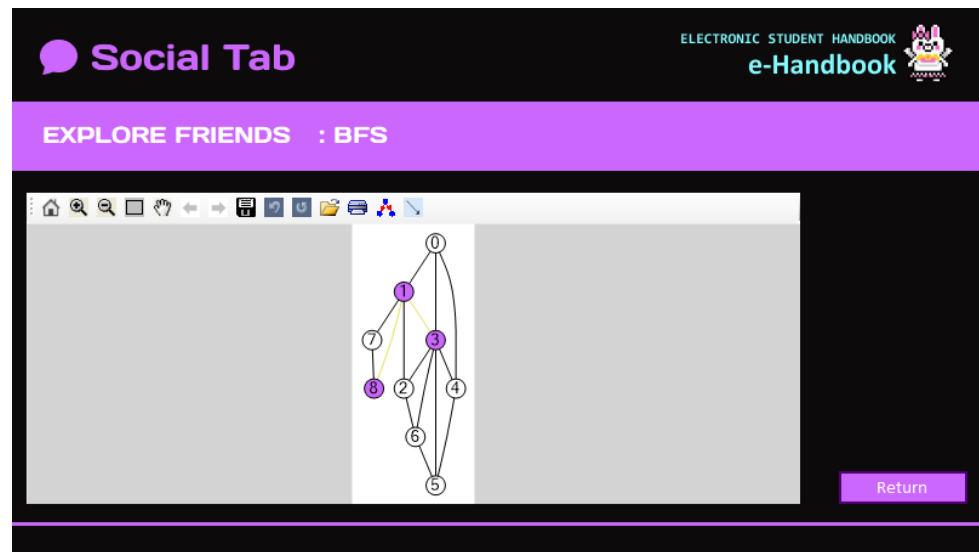 Social Tab
ELECTRONIC STUDENT HANDBOOK
e-Handbook
EXPLORE FRIENDS : BFS
0
1
7
3
8
2
4
6
5
Return